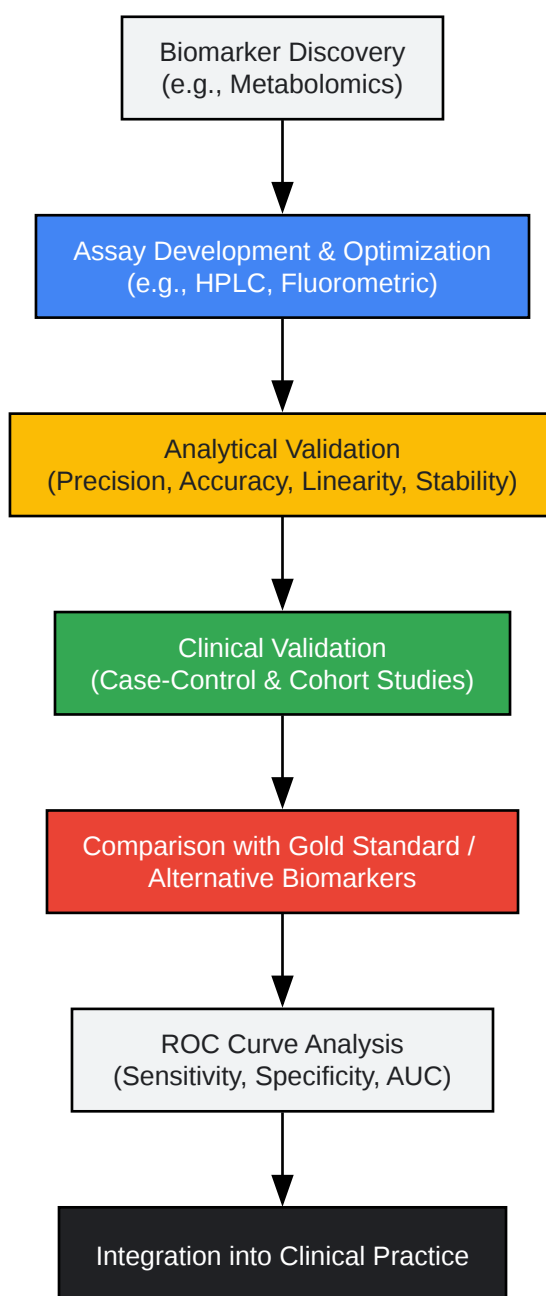 Biomarker Discovery
(e.g., Metabolomics)
Assay Development & Optimization
(e.g., HPLC, Fluorometric)
Analytical Validation
(Precision, Accuracy, Linearity, Stability)
Clinical Validation
(Case-Control & Cohort Studies)
Comparison with Gold Standard /
Alternative Biomarkers
ROC Curve Analysis
(Sensitivity, Specificity, AUC)
Integration into Clinical Practice